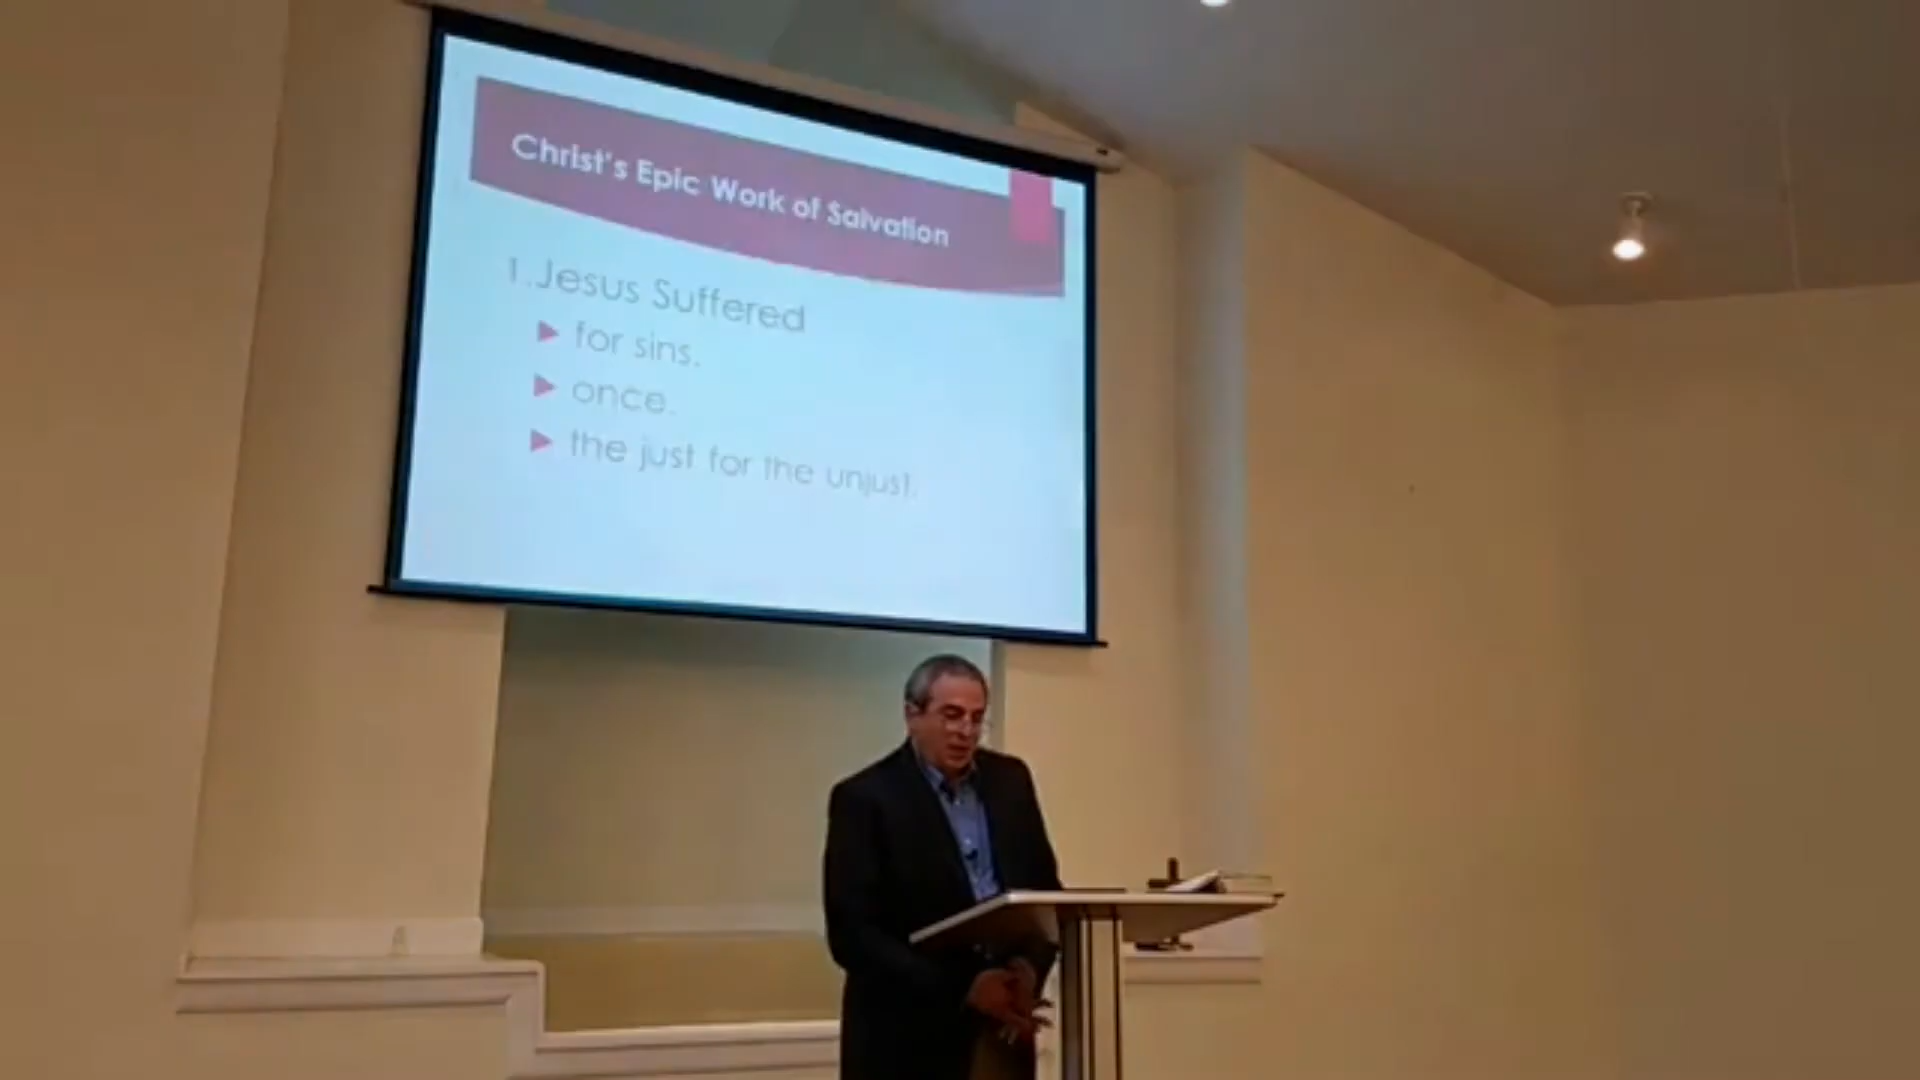 Christ's Epic Work of Salvation
1. Jesus Suffered
for sins.
once.
the just for the unjust.